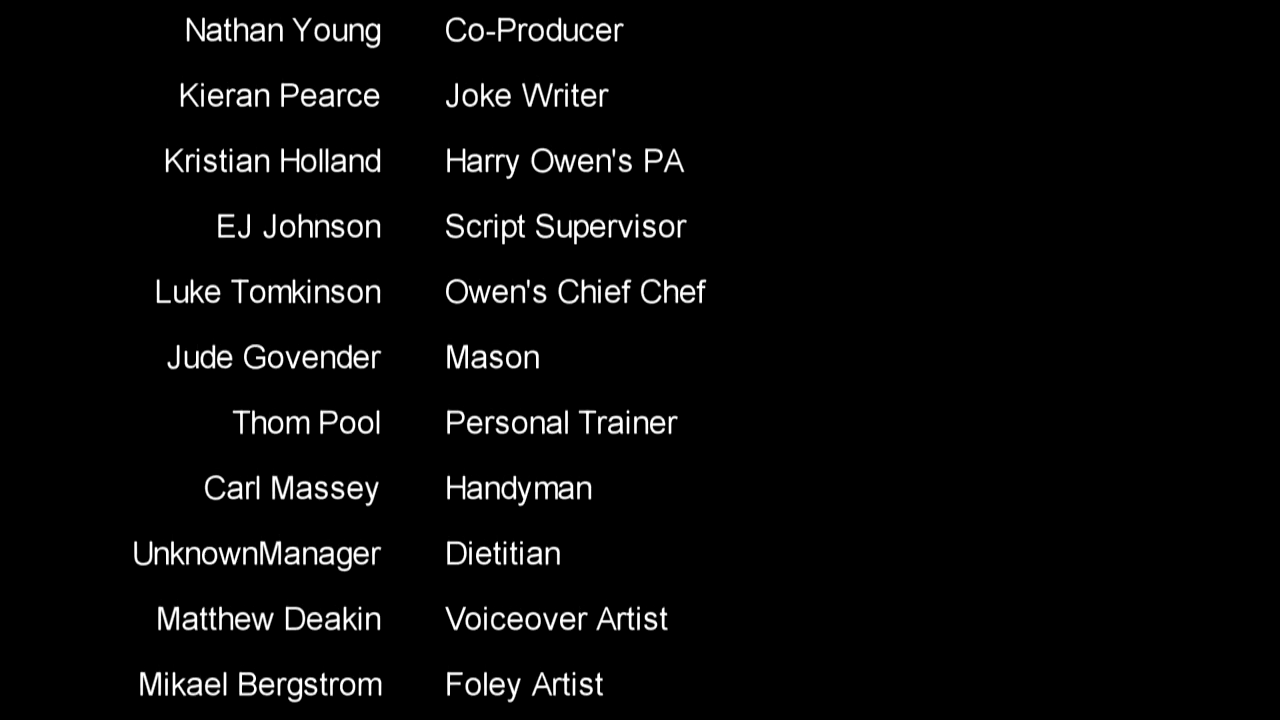 Nathan Young Co-Producer
Kieran Pearce Joke Writer
Kristian Holland Harry Owen's PA
EJ Johnson Script Supervisor
Luke Tomkinson Owen's Chief Chef
Jude Govender Mason
Thom Pool Personal Trainer
Carl Massey Handyman
UnknownManager Dietitian
Matthew Deakin Voiceover Artist
Mikael Bergstrom Foley Artist